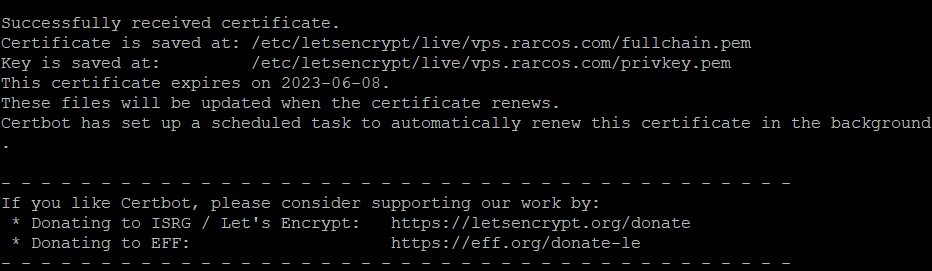 Successfully received certificate.
Certificate is saved at: /etc/letsencrypt/live/vps.rarcos.com/fullchain.pem
Key is saved at:         /etc/letsencrypt/live/vps.rarcos.com/privkey.pem
This certificate expires on 2023-06-08.
These files will be updated when the certificate renews.
Certbot has set up a scheduled task to automatically renew this certificate in the background
.
- - - - - - - - - - - - - - - - - - - - - - - - - - - - - - - - - - - - - - - -
If you like Certbot, please consider supporting our work by:
 * Donating to ISRG / Let's Encrypt:   https://letsencrypt.org/donate
 * Donating to EFF:                    https://eff.org/donate-le
- - - - - - - - - - - - - - - - - - - - - - - - - - - - - - - - - - - - - - - -